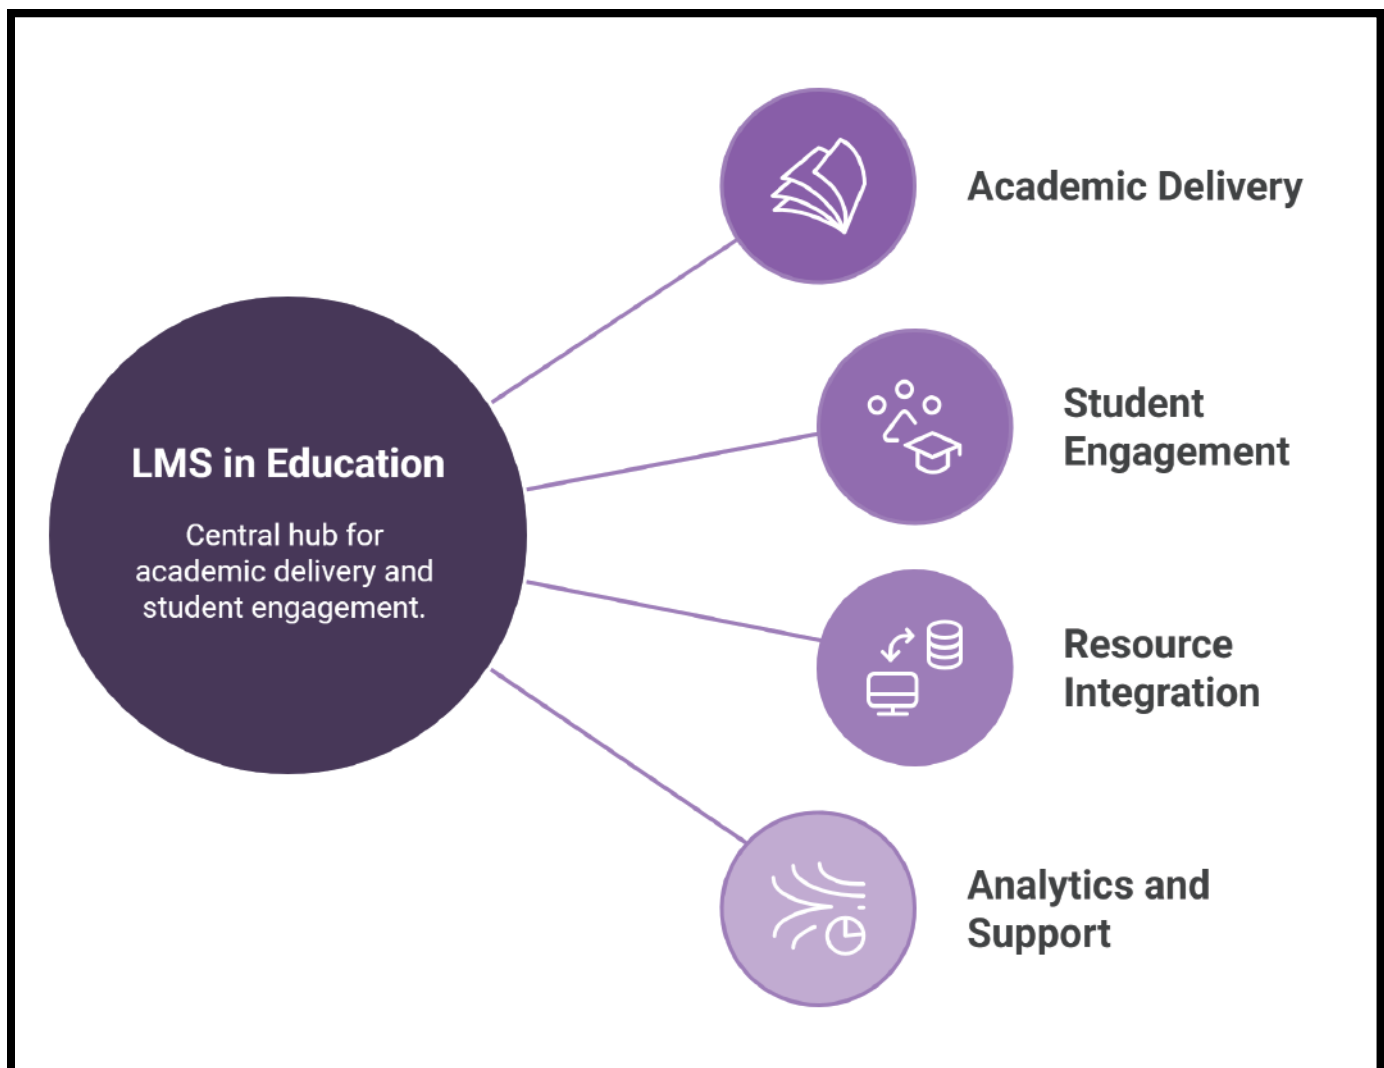 LMS in Education
Central hub for
academic delivery and
student engagement.
Academic Delivery
Student
Engagement
Resource
Integration
Analytics and
Support